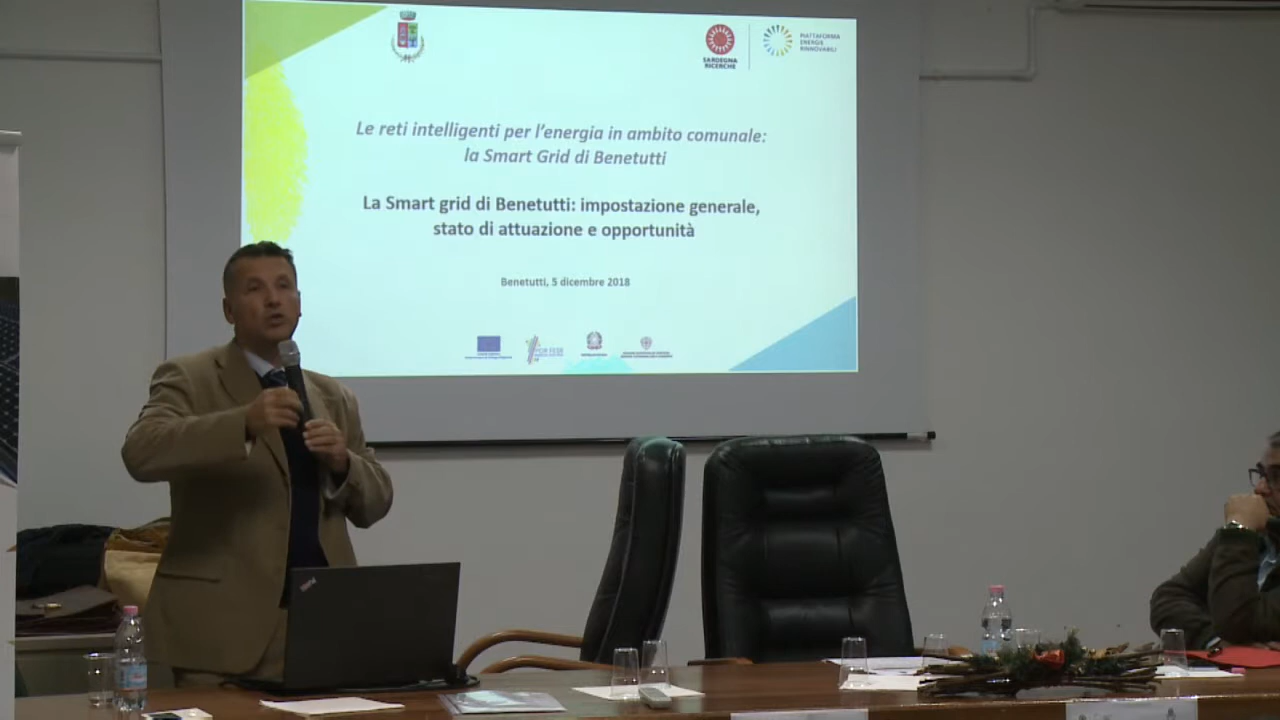 SARDEGNA
RICERCHE
PIATTAFORMA
ENERGIE
RINNOVABILI
Le reti intelligenti per l'energia in ambito comunale:
la Smart Grid di Benetutti
La Smart grid di Benetutti: impostazione generale,
stato di attuazione e opportunità
Benetutti, 5 dicembre 2018
ThinkPad